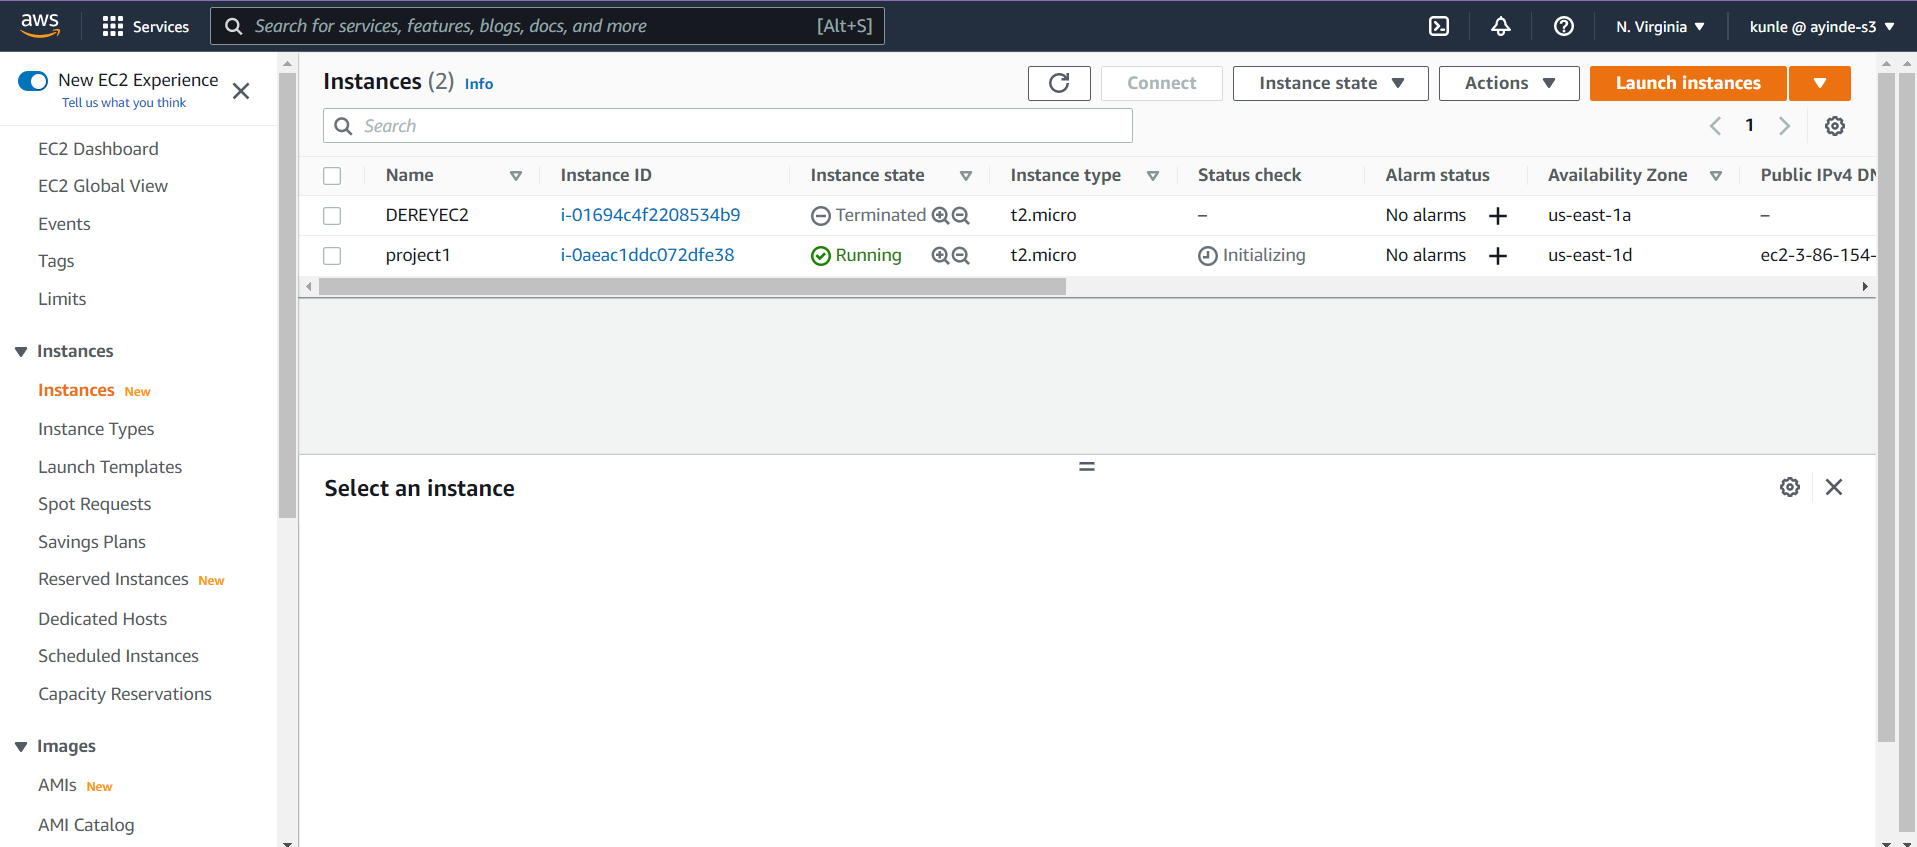 aws
Services
Search for services, features, blogs, docs, and more [Alt+S]
N. Virginia
kunle @ ayinde-s3
New EC2 Experience
Tell us what you think
EC2 Dashboard
EC2 Global View
Events
Tags
Limits
Instances
Instances New
Instance Types
Launch Templates
Spot Requests
Savings Plans
Reserved Instances New
Dedicated Hosts
Scheduled Instances
Capacity Reservations
Images
AMIs New
AMI Catalog
Instances (2) Info
Connect
Instance state
Actions
Launch instances
Search
1
Name Instance ID Instance state Instance type Status check Alarm status Availability Zone Public IPv4 DN
DEREYEC2 i-01694c4f2208534b9 Terminated t2.micro – No alarms + us-east-1a –
project1 i-0aeac1ddc072dfe38 Running t2.micro Initializing No alarms + us-east-1d ec2-3-86-154-
Select an instance